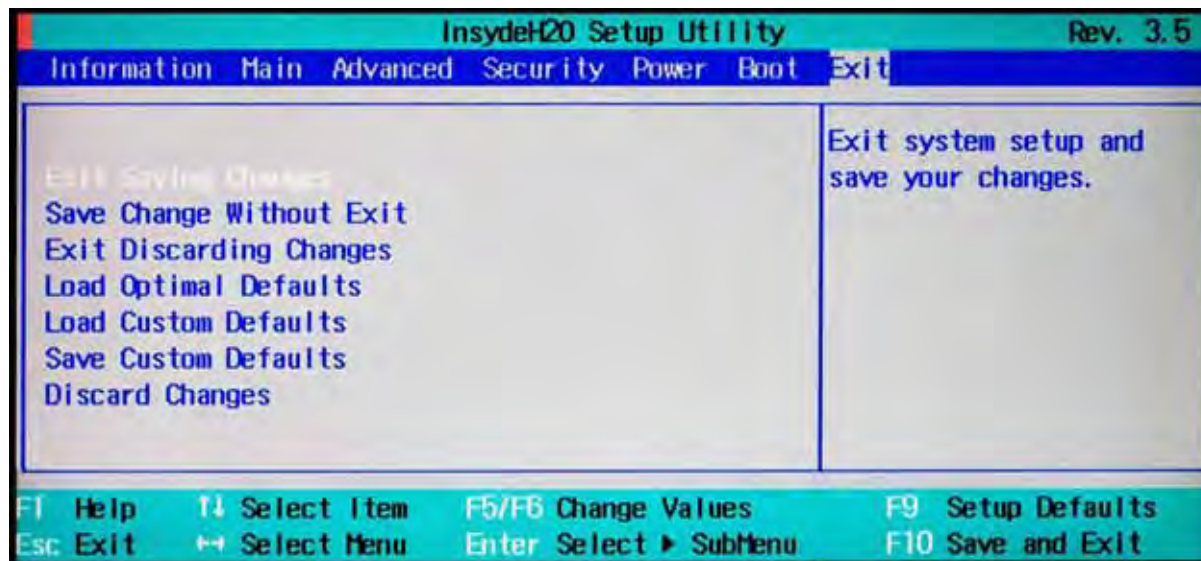 InsydeH20 Setup Utility Rev. 3.5
Information Main Advanced Security Power Boot Exit
Exit Saving Changes
Save Change Without Exit
Exit Discarding Changes
Load Optimal Defaults
Load Custom Defaults
Save Custom Defaults
Discard Changes
Exit system setup and
save your changes.
F1 Help ↑↓ Select Item F5/F6 Change Values F9 Setup Defaults
Esc Exit ↔ Select Menu Enter Select ▶ SubMenu F10 Save and Exit